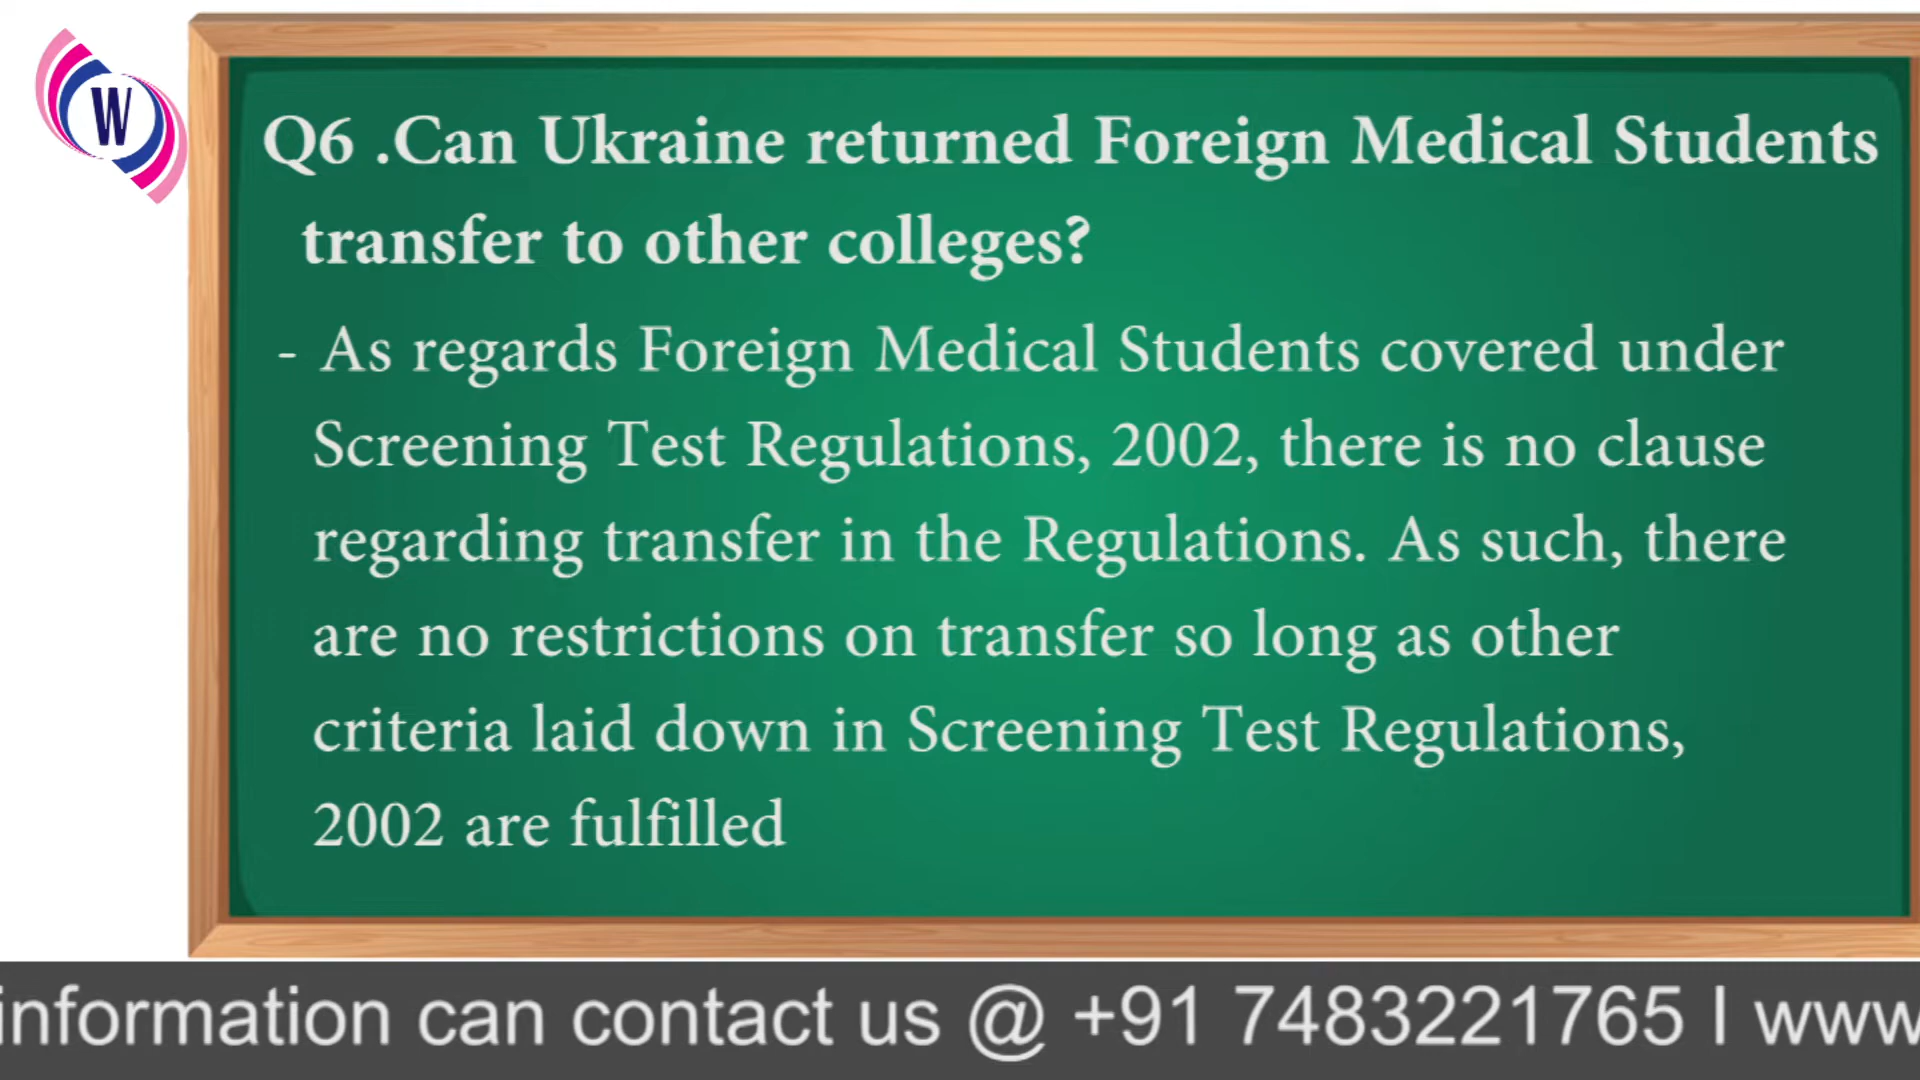 W
Q6 .Can Ukraine returned Foreign Medical Students
transfer to other colleges?
- As regards Foreign Medical Students covered under
Screening Test Regulations, 2002, there is no clause
regarding transfer in the Regulations. As such, there
are no restrictions on transfer so long as other
criteria laid down in Screening Test Regulations,
2002 are fulfilled
information can contact us @ +91 7483221765 I www